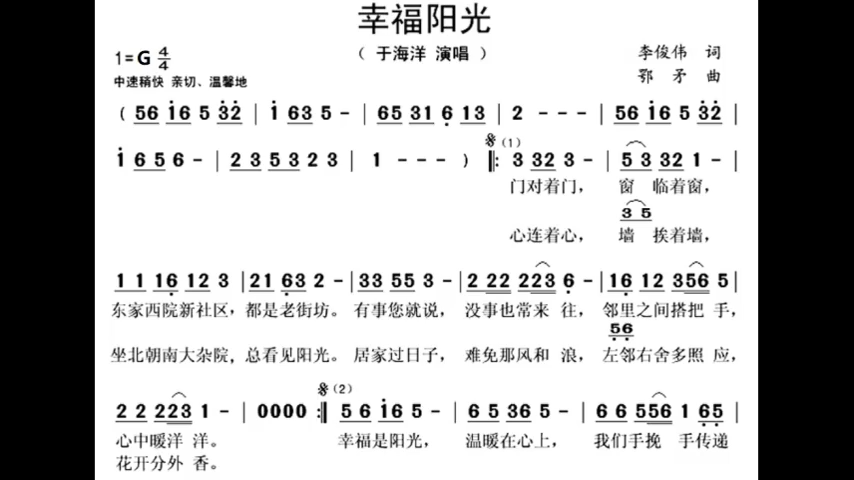 幸福阳光
（ 于海洋 演唱 ）
1=G 4/4
李俊伟 词
中速稍快 亲切、温馨地
鄂 矛 曲
( 56 i6 5 32 | i 63 5 - | 65 31 6 13 | 2 - - - | 56 i6 5 32 |
i 6 5 6 - | 2 3 5 3 2 3 | 1 - - - ) 𝄋(1) ‖: 3 32 3 - | 5 3 32 1 - |
门对着门， 窗 临着窗，
3 5
心连着心， 墙 挨着墙，
1 1 16 12 3 | 21 63 2 - | 33 55 3 - | 2 222 223 6 - | 16 12 356 5 |
东家西院新社区，都是老街坊。有事您就说， 没事也常来 往， 邻里之间搭把 手，
56
坐北朝南大杂院，总看见阳光。居家过日子， 难免那风和 浪， 左邻右舍多照 应，
2 2 223 1 - | 0000 :‖ 𝄋(2) 5 6 i6 5 - | 6 5 36 5 - | 6 6 556 1 65 |
心中暖洋 洋。 幸福是阳光， 温暖在心上， 我们手挽 手传递
花开分外 香。